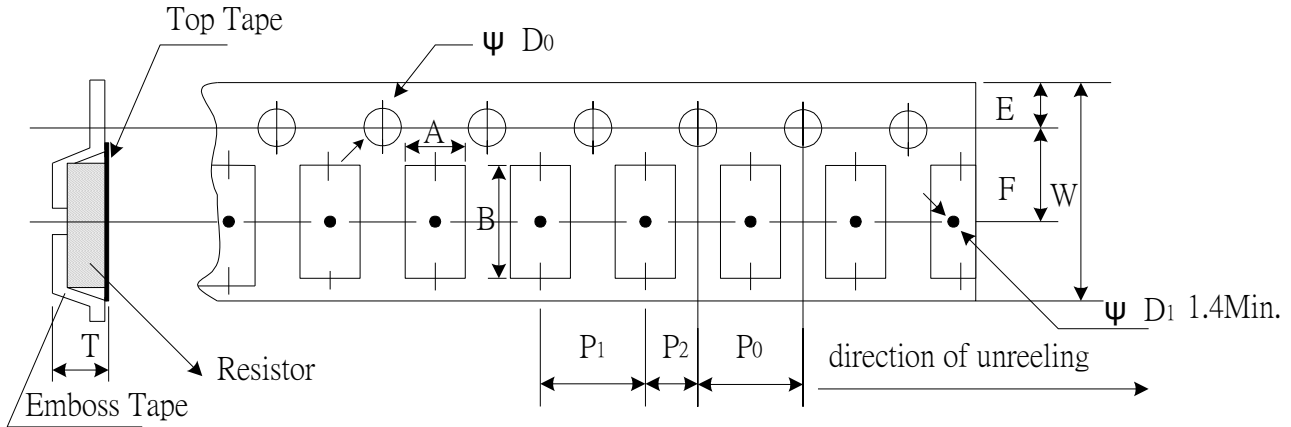 Top Tape
Ψ D0
E
A
F
W
B
Ψ D1 1.4Min.
T
P1
P2
P0
direction of unreeling
Resistor
Emboss Tape